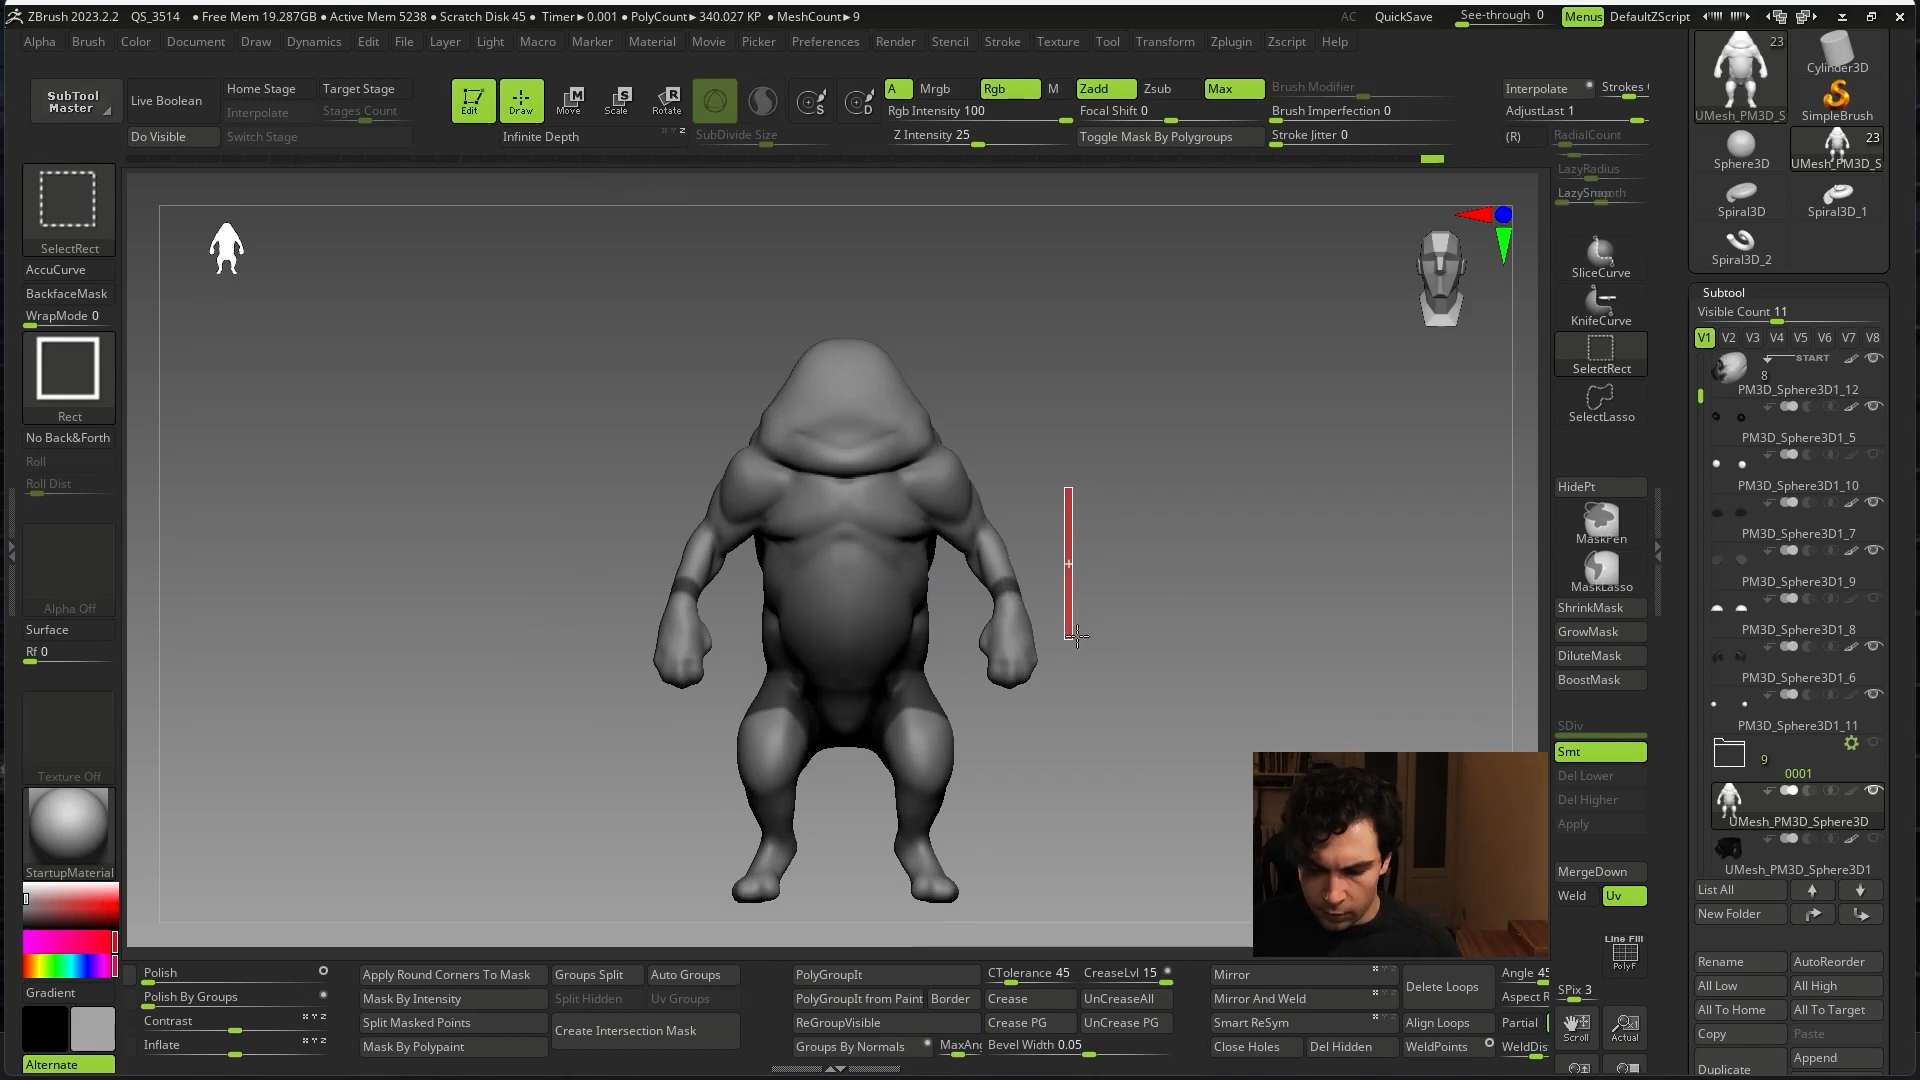 ZBrush 2023.2.2 QS_3514 ● Free Mem 19.287GB ● Active Mem 5238 ● Scratch Disk 45 ● Timer▸0.001 ● PolyCount▸340.027 KP ● MeshCount▸9
AC QuickSave See-through 0 Menus DefaultZScript
Alpha Brush Color Document Draw Dynamics Edit File Layer Light Macro Marker Material Movie Picker Preferences Render Stencil Stroke Texture Tool Transform Zplugin Zscript Help
SubTool Master
Live Boolean
Do Visible
Home Stage Target Stage
Interpolate Stages Count
Switch Stage
Edit
Draw
Move
Scale
Rotate
Infinite Depth
SubDivide Size
A Mrgb Rgb M Zadd Zsub Max Brush Modifier
Rgb Intensity 100 Focal Shift 0 Brush Imperfection 0
Z Intensity 25 Toggle Mask By Polygroups Stroke Jitter 0
Interpolate Strokes
AdjustLast 1
(R) RadialCount
LazyRadius
SelectRect
AccuCurve
BackfaceMask
WrapMode 0
Rect
No Back&Forth
Roll
Roll Dist
Alpha Off
Surface
Rf 0
Texture Off
StartupMaterial
Gradient
Alternate
SliceCurve
KnifeCurve
SelectRect
SelectLasso
HidePt
MaskPen
MaskLasso
ShrinkMask
GrowMask
DiluteMask
BoostMask
SDiv
Smt
Del Lower
Del Higher
Apply
MergeDown
Weld Uv
Line Fill
PolyF
SPix 3
Scroll Actual
23
UMesh_PM3D_S
Cylinder3D
SimpleBrush
Sphere3D
23
UMesh_PM3D_S
Spiral3D
Spiral3D_1
Spiral3D_2
Subtool
Visible Count 11
V1 V2 V3 V4 V5 V6 V7 V8
START
8
PM3D_Sphere3D1_12
PM3D_Sphere3D1_5
PM3D_Sphere3D1_10
PM3D_Sphere3D1_7
PM3D_Sphere3D1_9
PM3D_Sphere3D1_8
PM3D_Sphere3D1_6
PM3D_Sphere3D1_11
9
0001
UMesh_PM3D_Sphere3D
UMesh_PM3D_Sphere3D1
List All
New Folder
Rename AutoReorder
All Low All High
All To Home All To Target
Copy Paste
Duplicate Append
Polish
Polish By Groups
Contrast
Inflate
Apply Round Corners To Mask
Mask By Intensity
Split Masked Points
Mask By Polypaint
Groups Split Auto Groups
Split Hidden Uv Groups
Create Intersection Mask
PolyGroupIt
PolyGroupIt from Paint Border
ReGroupVisible
Groups By Normals MaxAng
CTolerance 45 CreaseLvl 15
Crease UnCreaseAll
Crease PG UnCrease PG
Bevel Width 0.05
Mirror
Mirror And Weld
Smart ReSym
Close Holes Del Hidden
Delete Loops
Align Loops
WeldPoints
Angle 45
Aspect R
Partial
WeldDis